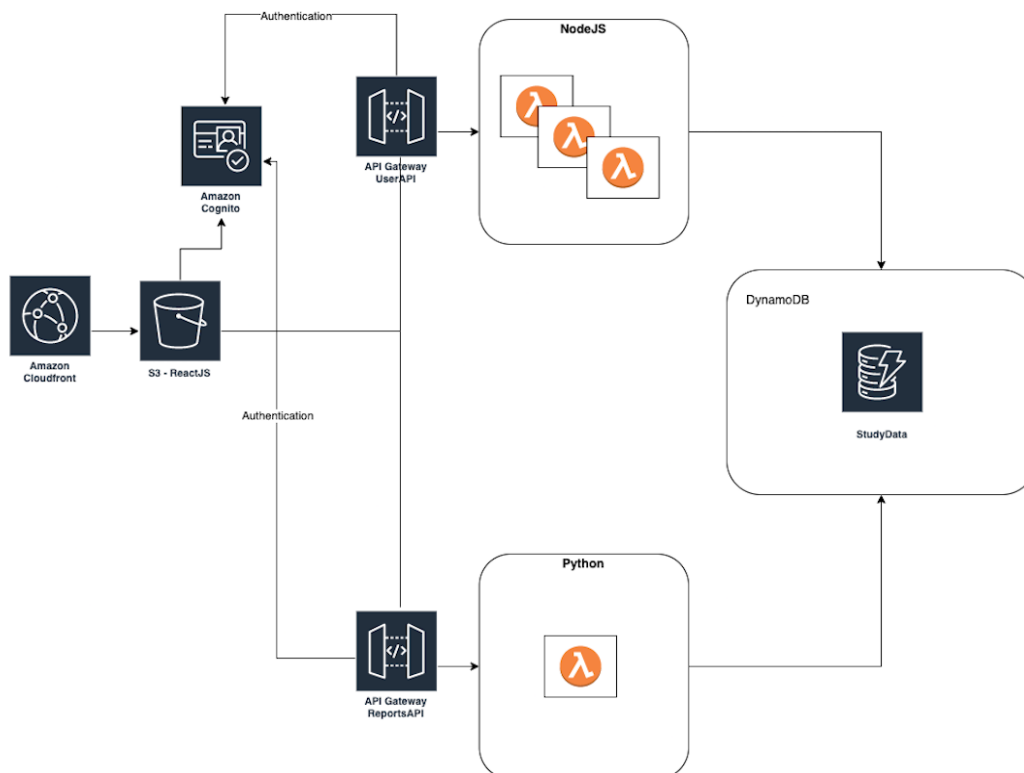 Authentication
NodeJS
API Gateway
UserAPI
Amazon
Cognito
DynamoDB
Amazon
Cloudfront
S3 - ReactJS
Authentication
StudyData
Python
API Gateway
ReportsAPI